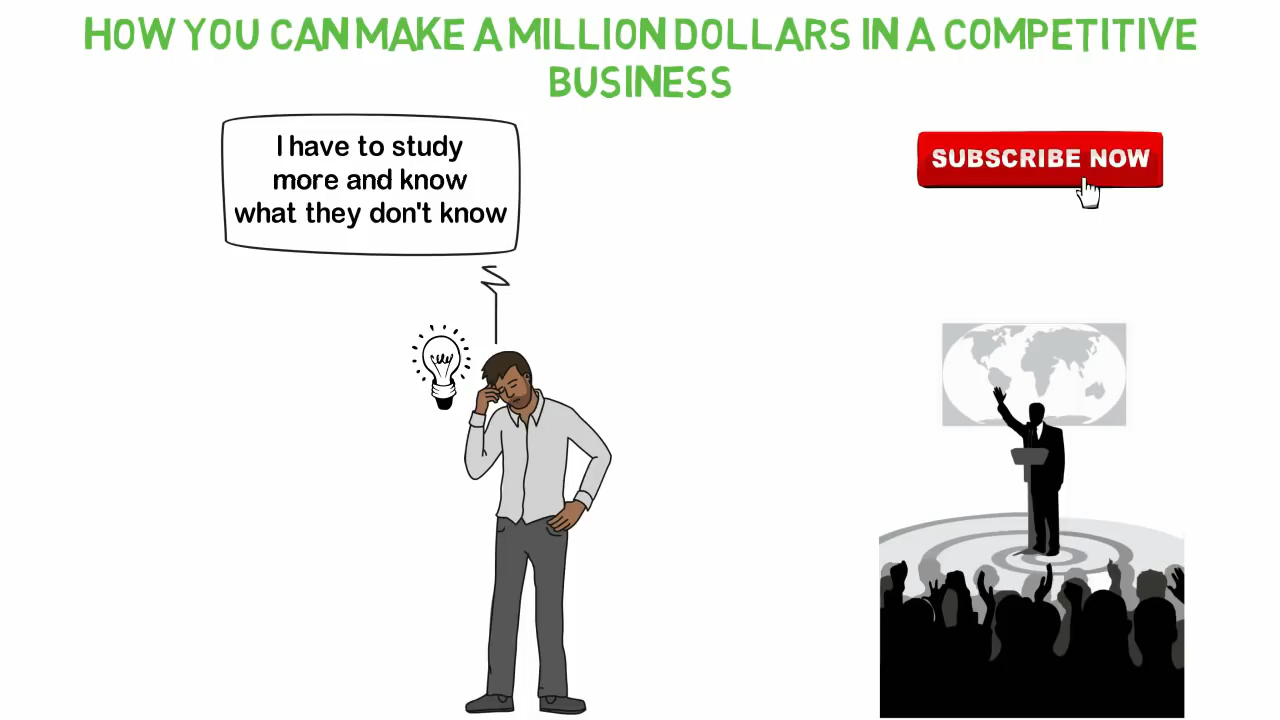 HOW YOU CAN MAKE A MILLION DOLLARS IN A COMPETITIVE
BUSINESS
I have to study
more and know
what they don't know
SUBSCRIBE NOW